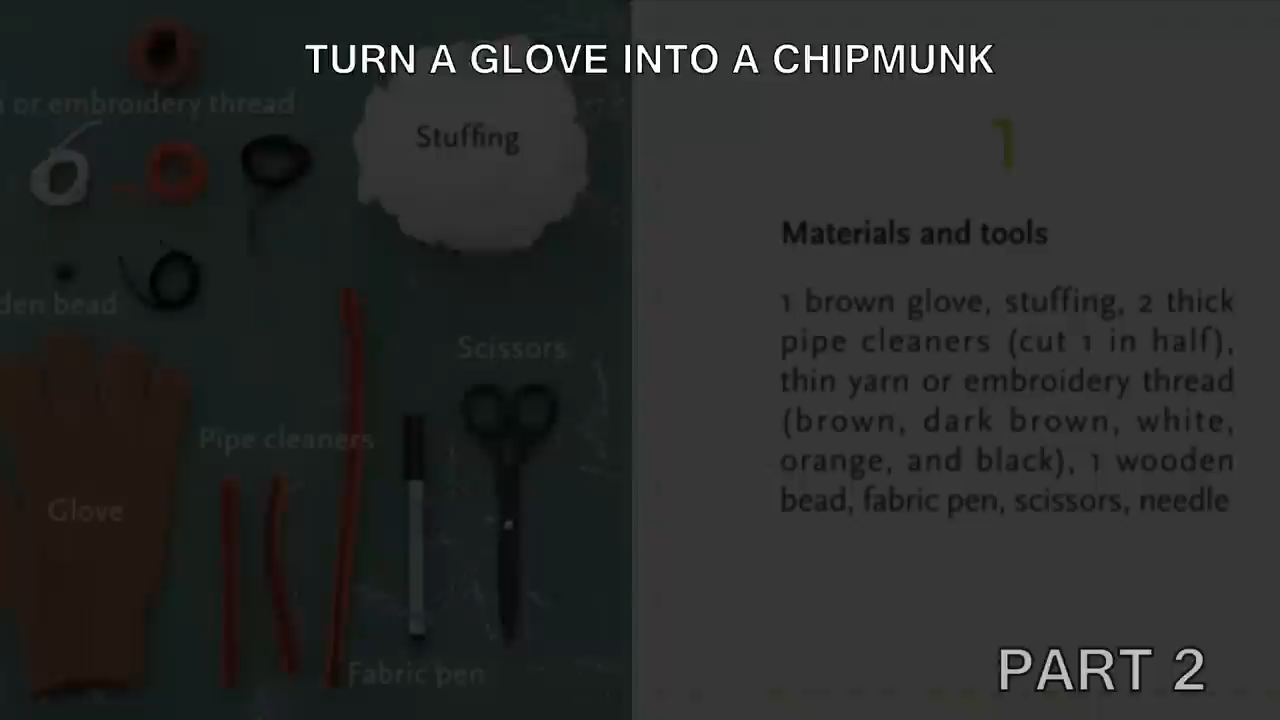 TURN A GLOVE INTO A CHIPMUNK
or embroidery thread
Stuffing
1
Materials and tools
1 brown glove, stuffing, 2 thick
pipe cleaners (cut 1 in half),
thin yarn or embroidery thread
(brown, dark brown, white,
orange, and black), 1 wooden
bead, fabric pen, scissors, needle
den bead
Scissors
Pipe cleaners
Glove
Fabric pen
PART 2